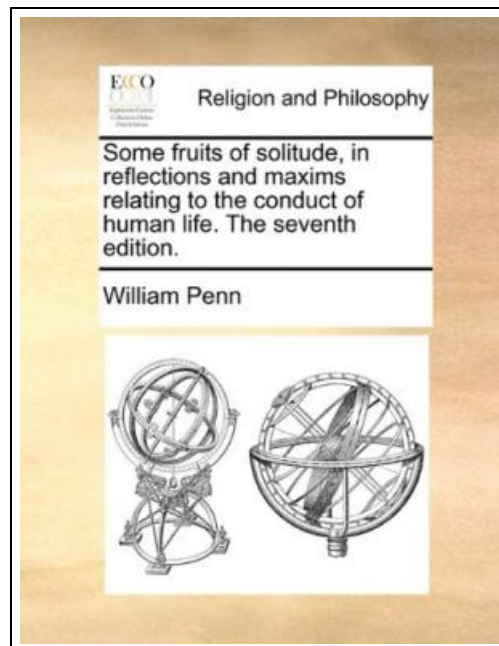 ECCO
Religion and Philosophy
Some fruits of solitude, in
reflections and maxims
relating to the conduct of
human life. The seventh
edition.
William Penn